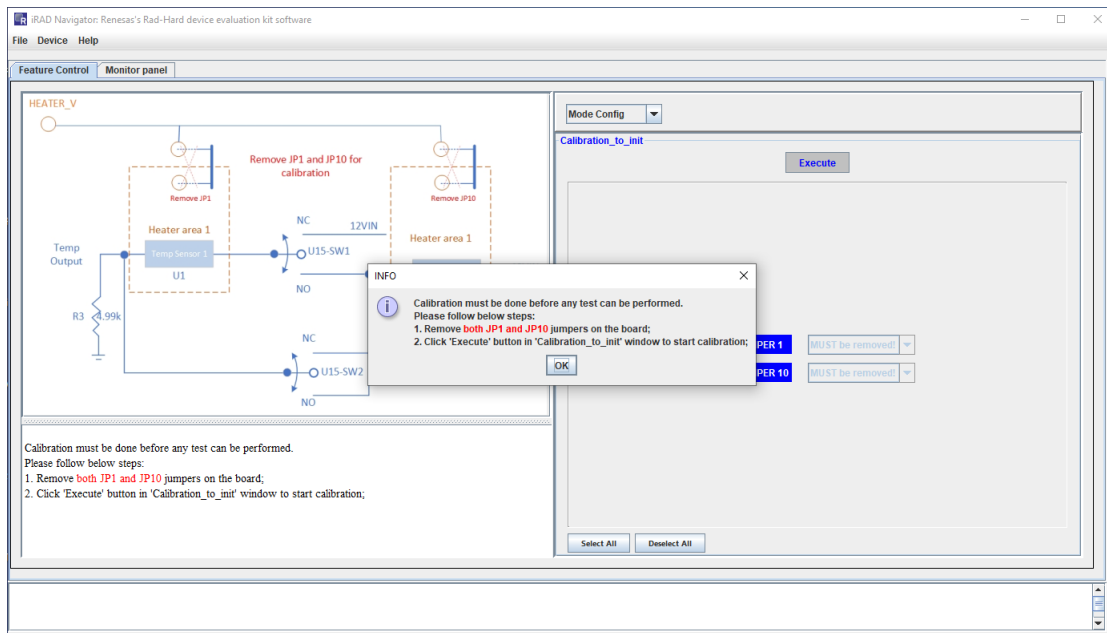 iRAD Navigator: Renesas's Rad-Hard device evaluation kit software
File Device Help
Feature Control Monitor panel
HEATER_V
Remove JP1 and JP10 for
calibration
Remove JP1
Remove JP10
Heater area 1
NC
12VIN
Heater area 1
Temp
Output
Temp Sensor 1
U15-SW1
U1
NO
R3
4.99k
NC
U15-SW2
NO
Calibration must be done before any test can be performed.
Please follow below steps:
1. Remove both JP1 and JP10 jumpers on the board;
2. Click 'Execute' button in 'Calibration_to_init' window to start calibration;
Mode Config
Calibration_to_init
Execute
PER 1 MUST be removed!
PER 10 MUST be removed!
Select All Deselect All
INFO
Calibration must be done before any test can be performed.
Please follow below steps:
1. Remove both JP1 and JP10 jumpers on the board;
2. Click 'Execute' button in 'Calibration_to_init' window to start calibration;
OK